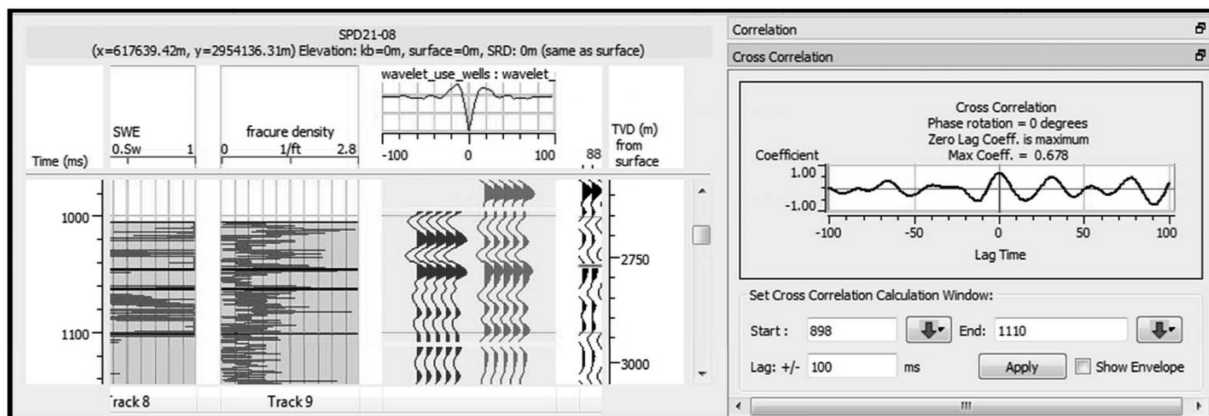 SPD21-08
(x=617639.42m, y=2954136.31m) Elevation: kb=0m, surface=0m, SRD: 0m (same as surface)
wavelet_use_wells : wavelet_
SWE
0.Sw 1
fracure density
0 1/ft 2.8
-100 0 100
TVD (m)
from
surface
88
Time (ms)
1000
1100
2750
3000
Track 8
Track 9
Correlation
Cross Correlation
Cross Correlation
Phase rotation = 0 degrees
Zero Lag Coeff. is maximum
Max Coeff. = 0.678
Coefficient
1.00
-1.00
-100 -50 0 50 100
Lag Time
Set Cross Correlation Calculation Window:
Start : 898 End: 1110
Lag: +/- 100 ms Apply Show Envelope